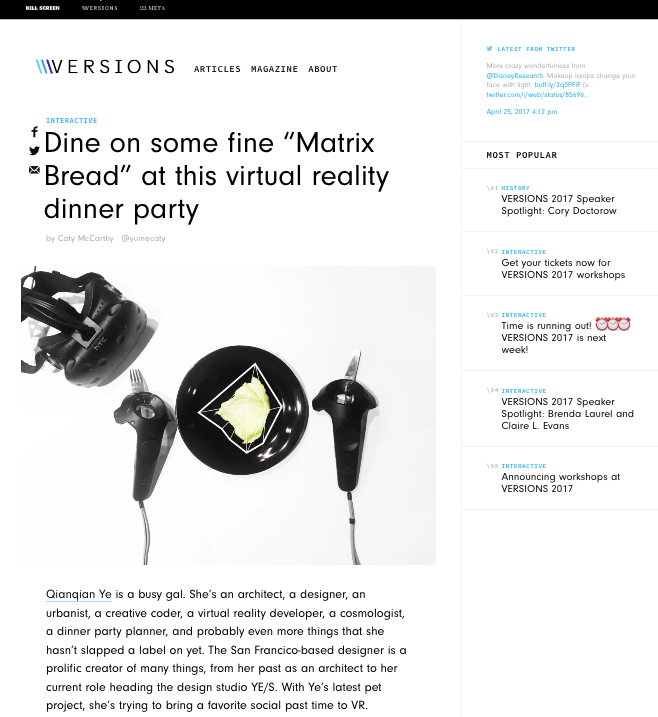 KILL SCREEN
VERSIONS
META
VERSIONS
ARTICLES MAGAZINE ABOUT
INTERACTIVE
Dine on some fine “Matrix
Bread” at this virtual reality
dinner party
by Caty McCarthy @yumecaty
htc
Qianqian Ye is a busy gal. She’s an architect, a designer, an
urbanist, a creative coder, a virtual reality developer, a cosmologist,
a dinner party planner, and probably even more things that she
hasn’t slapped a label on yet. The San Francico-based designer is a
prolific creator of many things, from her past as an architect to her
current role heading the design studio YE/S. With Ye’s latest pet
project, she’s trying to bring a favorite social past time to VR.
LATEST FROM TWITTER
More crazy wonderfulness from
@DisneyResearch. Makeup lamps change your
face with light. buff.ly/2q3PFlF (v…
twitter.com/i/web/status/85696…
April 25, 2017 4:12 pm
MOST POPULAR
\01 HISTORY
VERSIONS 2017 Speaker
Spotlight: Cory Doctorow
\02 INTERACTIVE
Get your tickets now for
VERSIONS 2017 workshops
\03 INTERACTIVE
Time is running out! ⏰⏰⏰
VERSIONS 2017 is next
week!
\04 INTERACTIVE
VERSIONS 2017 Speaker
Spotlight: Brenda Laurel and
Claire L. Evans
\05 INTERACTIVE
Announcing workshops at
VERSIONS 2017